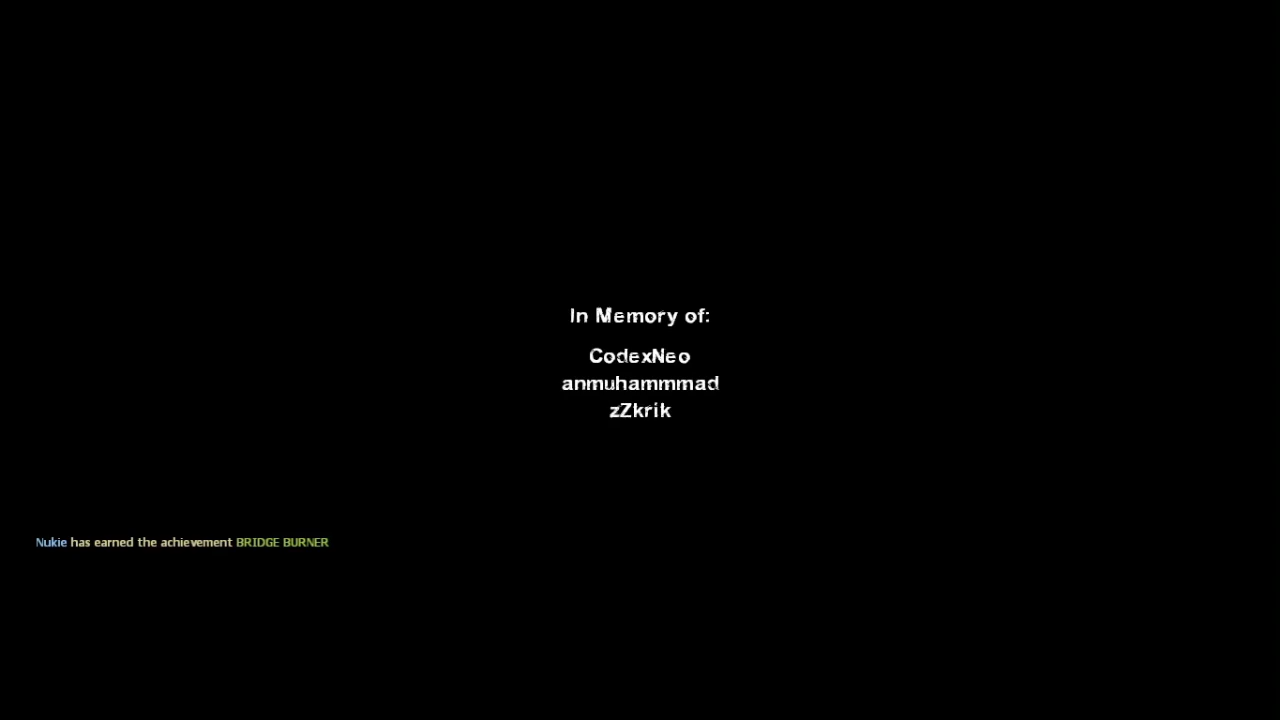 In Memory of:
CodexNeo
anmuhammmad
zZkrik
Nukie has earned the achievement BRIDGE BURNER